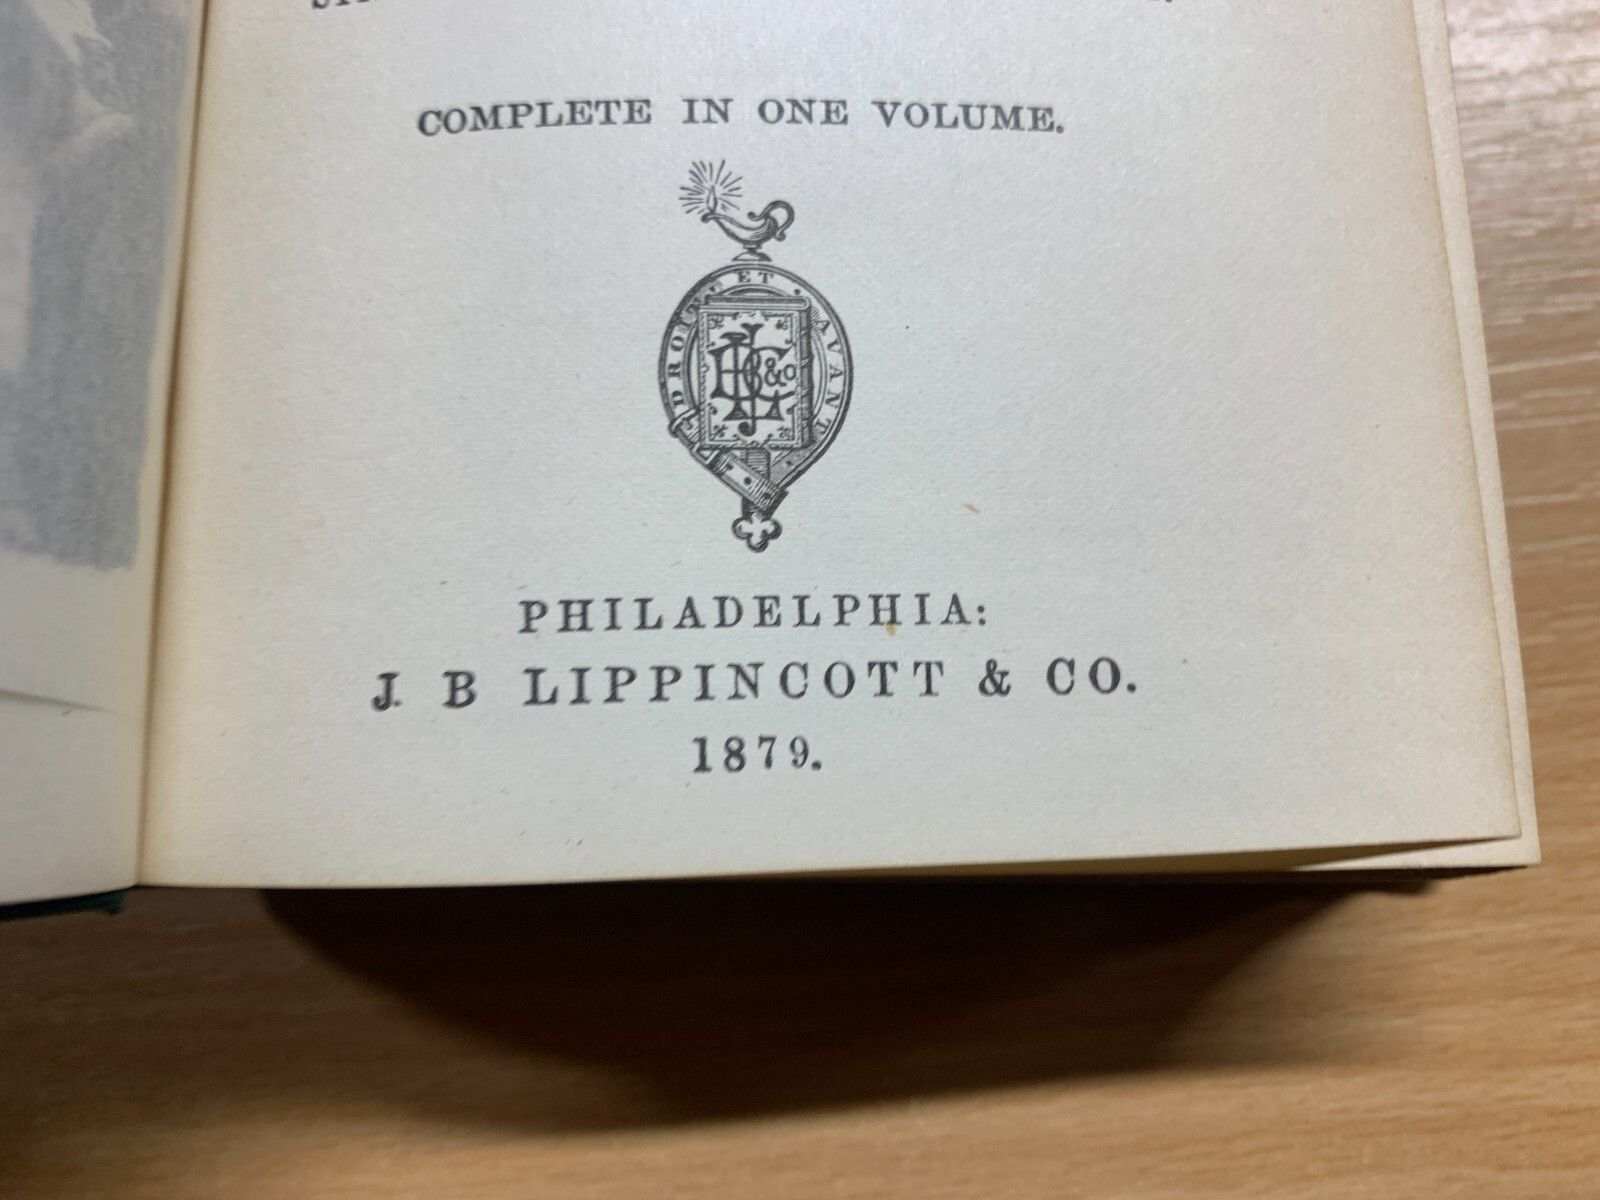 COMPLETE IN ONE VOLUME.
DROIT ET AVANT
JBL&Co
PHILADELPHIA:
J. B LIPPINCOTT & CO.
1879.